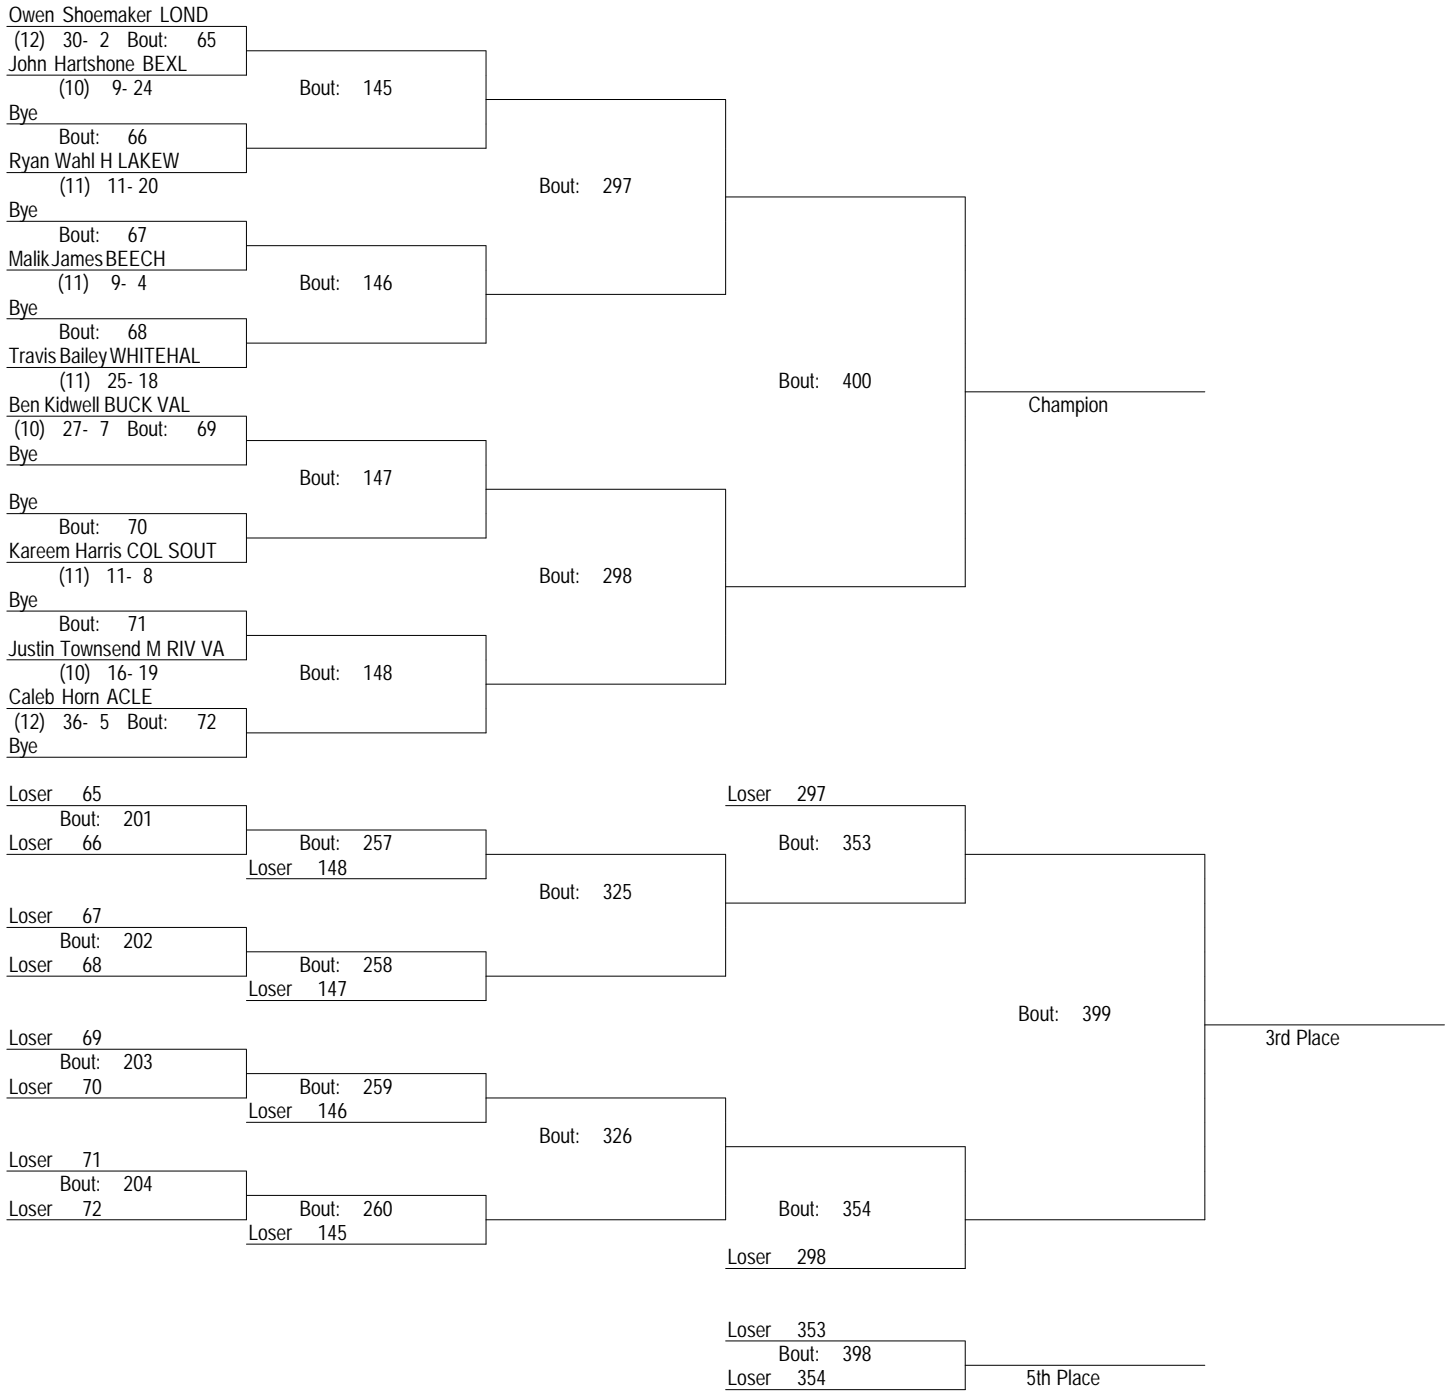 Owen Shoemaker LOND
(12) 30- 2 Bout: 65
John Hartshone BEXL
(10) 9- 24 Bout: 145
Bye
Bout: 66
Ryan Wahl H LAKEW
(11) 11- 20 Bout: 297
Bye
Bout: 67
Malik James BEECH
(11) 9- 4 Bout: 146
Bye
Bout: 68
Travis Bailey WHITEHAL
(11) 25- 18 Bout: 400
Ben Kidwell BUCK VAL Champion
(10) 27- 7 Bout: 69
Bye
Bout: 147
Bye
Bout: 70
Kareem Harris COL SOUT
(11) 11- 8 Bout: 298
Bye
Bout: 71
Justin Townsend M RIV VA
(10) 16- 19 Bout: 148
Caleb Horn ACLE
(12) 36- 5 Bout: 72
Bye
Loser 65 Loser 297
Bout: 201
Loser 66 Bout: 257 Bout: 353
Loser 148
Bout: 325
Loser 67
Bout: 202
Loser 68 Bout: 258
Loser 147
Bout: 399
Loser 69 3rd Place
Bout: 203
Loser 70 Bout: 259
Loser 146
Bout: 326
Loser 71
Bout: 204
Loser 72 Bout: 260 Bout: 354
Loser 145
Loser 298
Loser 353
Bout: 398
Loser 354 5th Place